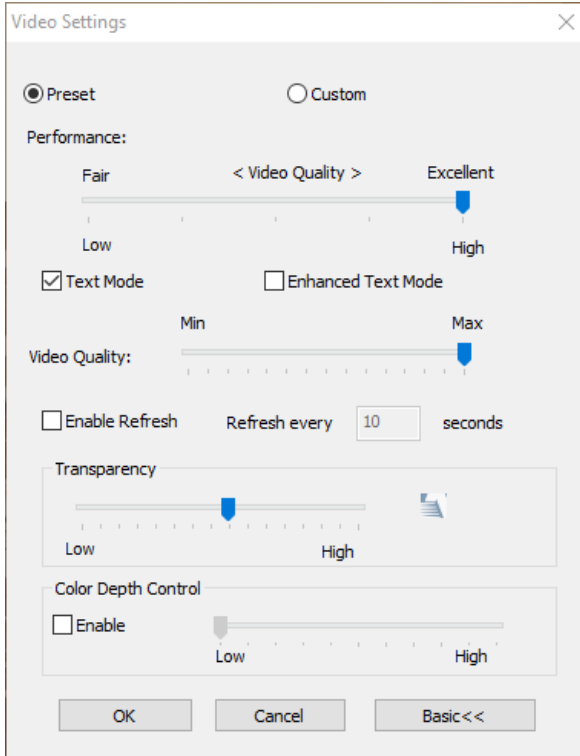 Video Settings
Preset Custom
Performance:
Fair < Video Quality > Excellent
Low High
Text Mode Enhanced Text Mode
Min Max
Video Quality:
Enable Refresh Refresh every 10 seconds
Transparency
Low High
Color Depth Control
Enable
Low High
OK Cancel Basic<<